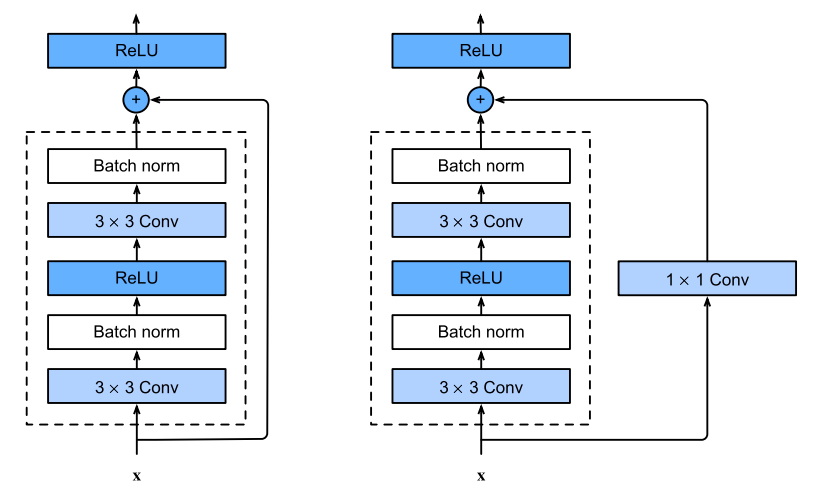 ReLU
+
Batch norm
3 × 3 Conv
ReLU
Batch norm
3 × 3 Conv
x
ReLU
+
Batch norm
3 × 3 Conv
ReLU
Batch norm
3 × 3 Conv
x
1 × 1 Conv